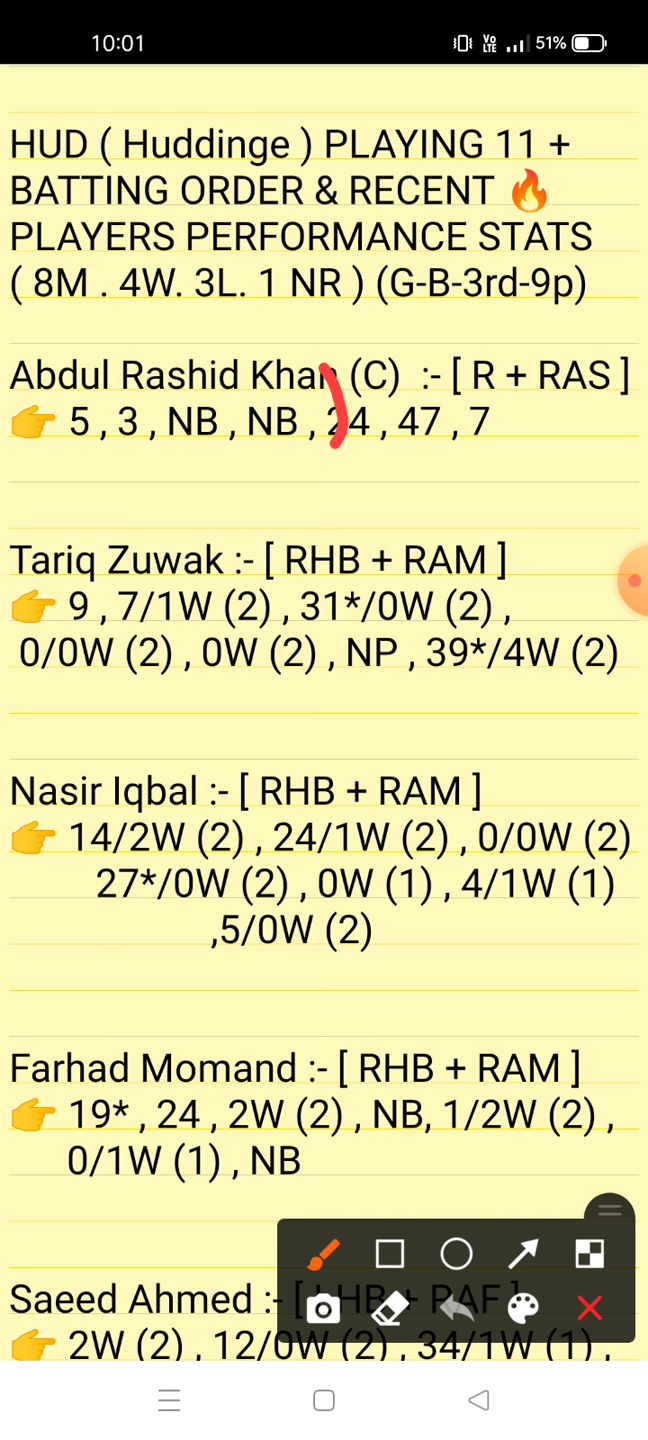 10:01
Vo
LTE
51%
HUD ( Huddinge ) PLAYING 11 +
BATTING ORDER & RECENT 🔥
PLAYERS PERFORMANCE STATS
( 8M . 4W. 3L. 1 NR ) (G-B-3rd-9p)
Abdul Rashid Khan (C) :- [ R + RAS ]
👉 5 , 3 , NB , NB , 24 , 47 , 7
Tariq Zuwak :- [ RHB + RAM ]
👉 9 , 7/1W (2) , 31*/0W (2) ,
0/0W (2) , 0W (2) , NP , 39*/4W (2)
Nasir Iqbal :- [ RHB + RAM ]
👉 14/2W (2) , 24/1W (2) , 0/0W (2)
27*/0W (2) , 0W (1) , 4/1W (1)
,5/0W (2)
Farhad Momand :- [ RHB + RAM ]
👉 19* , 24 , 2W (2) , NB, 1/2W (2) ,
0/1W (1) , NB
Saeed Ahmed :- [ LHB + RAF ]
👉 2W (2) , 12/0W (2) , 34/1W (1) ,